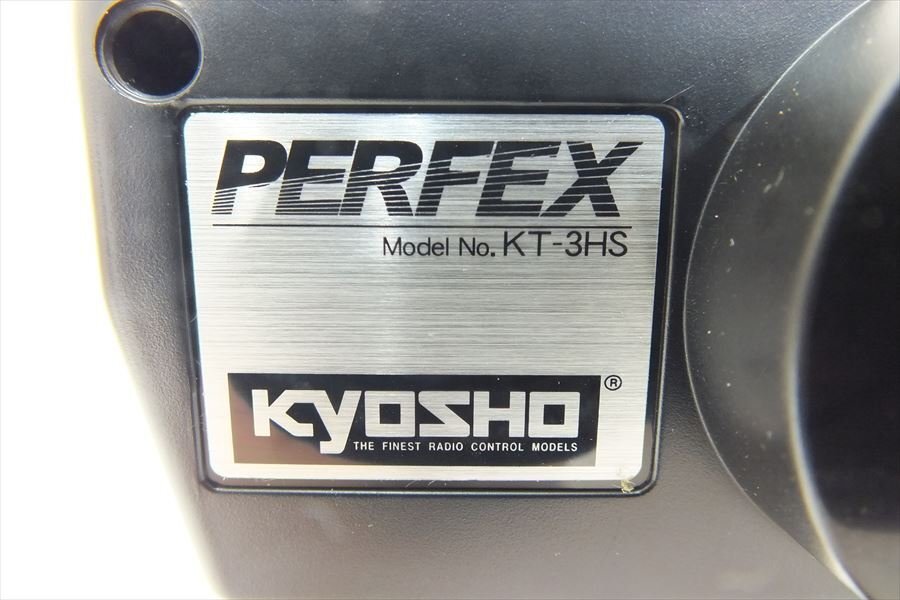 PERFEX
Model No. KT-3HS
KYOSHO ®
THE FINEST RADIO CONTROL MODELS